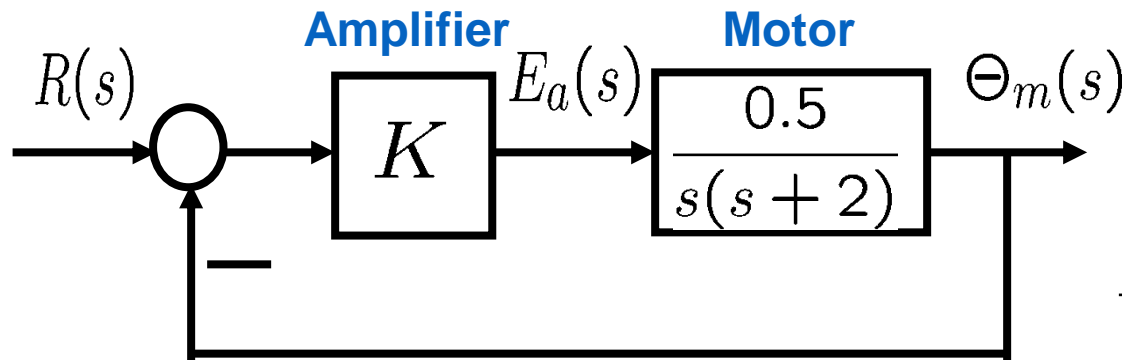 Amplifier Motor
R(s) K E_a(s) 0.5 Θ_m(s)
s(s + 2)
—